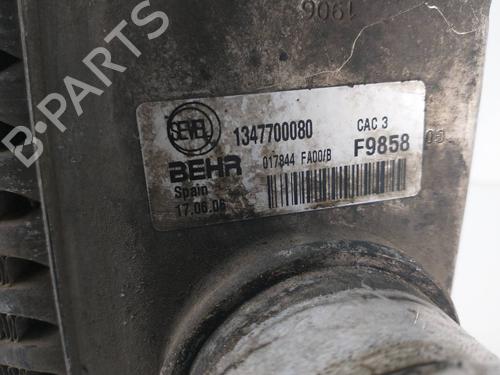 1906
B-PARTS
SEVEL
1347700080
CAC 3
BEHR
017844 FA00/B
F9858
05
Spain
17.06.06